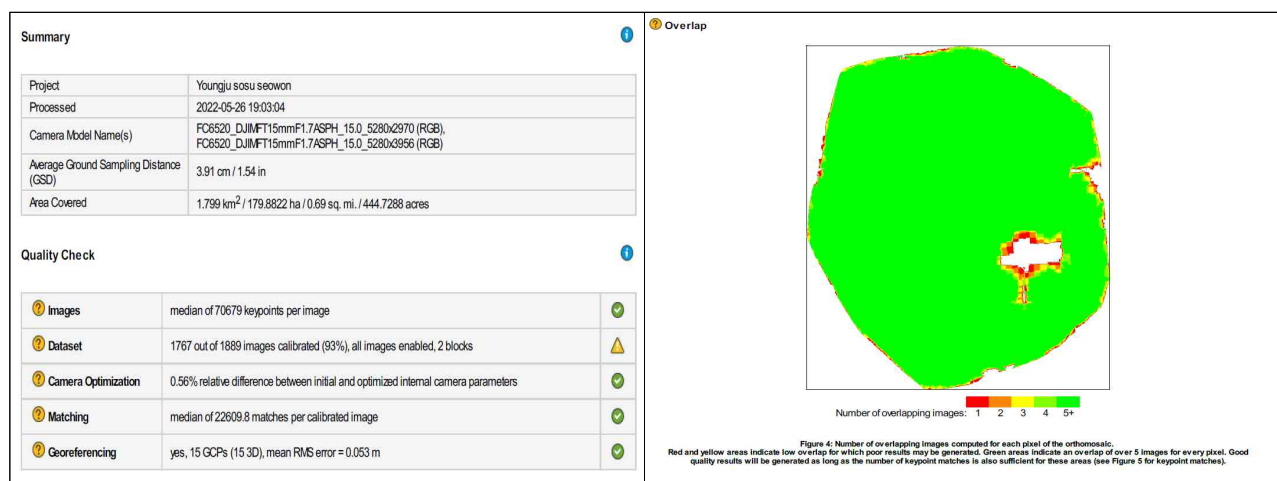 Summary
Project Youngju sosu seowon
Processed 2022-05-26 19:03:04
Camera Model Name(s) FC6520_DJIMFT15mmF1.7ASPH_15.0_5280x2970 (RGB),
FC6520_DJIMFT15mmF1.7ASPH_15.0_5280x3956 (RGB)
Average Ground Sampling Distance
(GSD) 3.91 cm / 1.54 in
Area Covered 1.799 km² / 179.8822 ha / 0.69 sq. mi. / 444.7288 acres
Quality Check
Images median of 70679 keypoints per image
Dataset 1767 out of 1889 images calibrated (93%), all images enabled, 2 blocks
Camera Optimization 0.56% relative difference between initial and optimized internal camera parameters
Matching median of 22609.8 matches per calibrated image
Georeferencing yes, 15 GCPs (15 3D), mean RMS error = 0.053 m
Overlap
Number of overlapping images: 1 2 3 4 5+
Figure 4: Number of overlapping images computed for each pixel of the orthomosaic.
Red and yellow areas indicate low overlap for which poor results may be generated. Green areas indicate an overlap of over 5 images for every pixel. Good
quality results will be generated as long as the number of keypoint matches is also sufficient for these areas (see Figure 5 for keypoint matches).